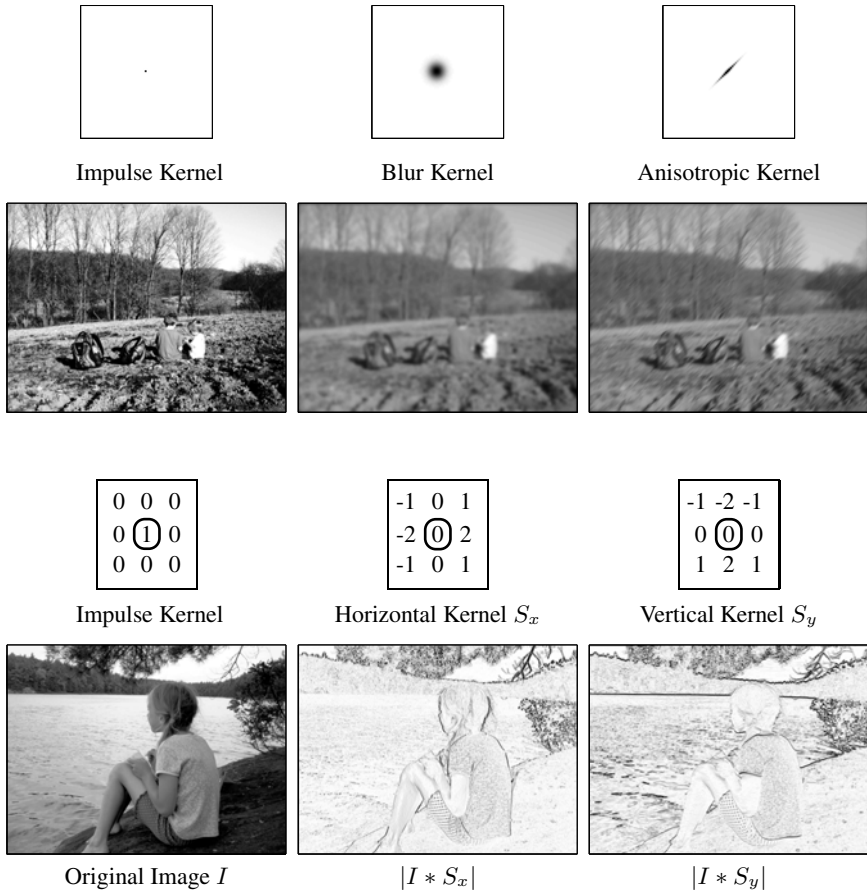 Impulse Kernel Blur Kernel Anisotropic Kernel
0 0 0
0 1 0
0 0 0
-1 0 1
-2 0 2
-1 0 1
-1 -2 -1
0 0 0
1 2 1
Impulse Kernel Horizontal Kernel $S_x$ Vertical Kernel $S_y$
Original Image $I$ $|I * S_x|$ $|I * S_y|$